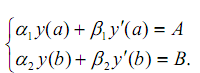 α₁y(a) + β₁y′(a) = A
α₂y(b) + β₂y′(b) = B.